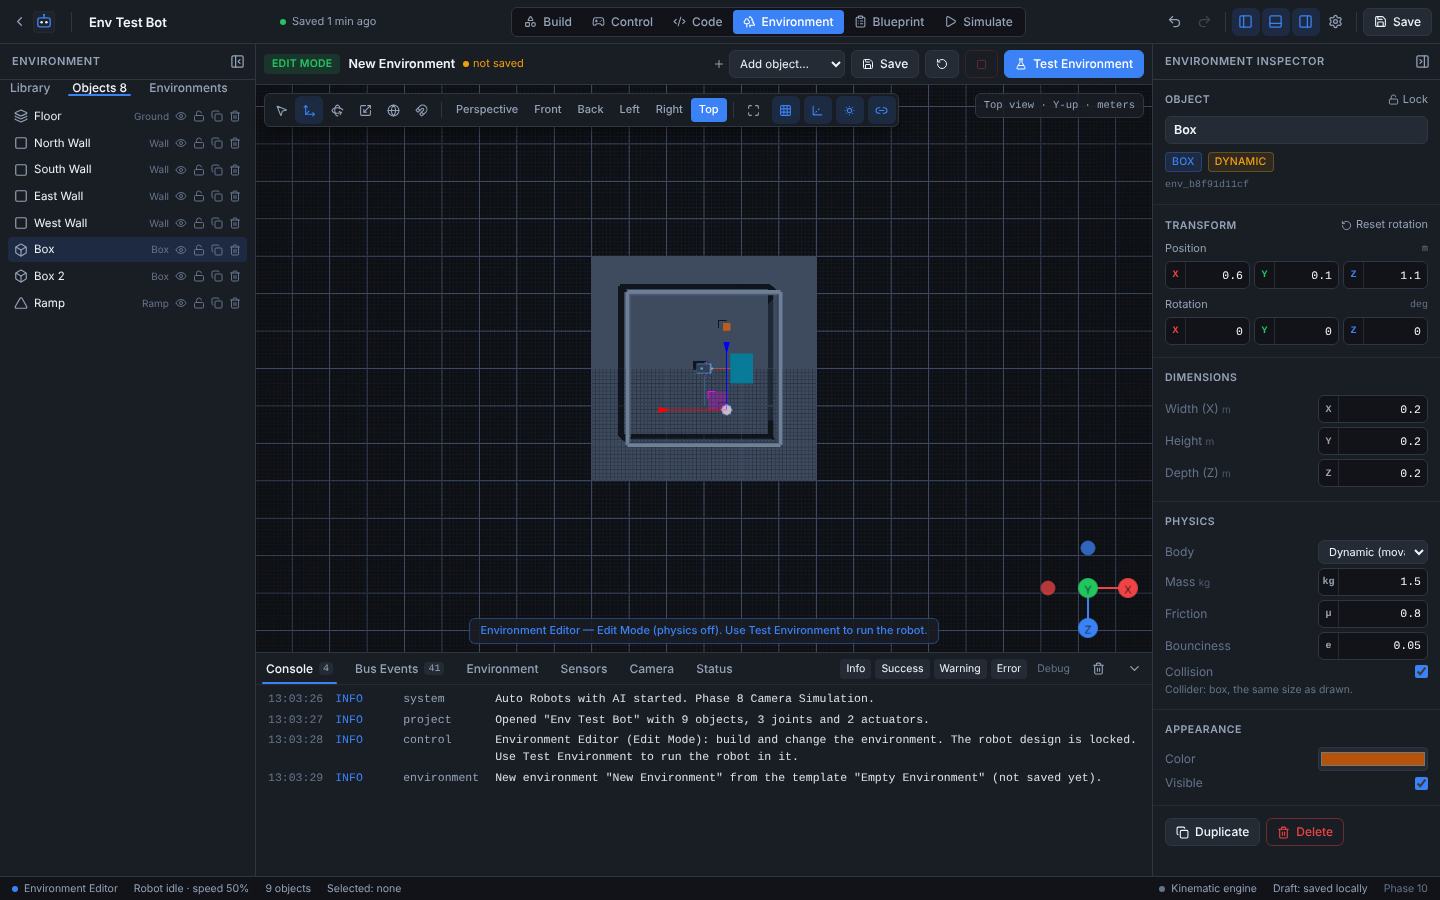 Env Test Bot
Saved 1 min ago
Build
Control
Code
Environment
Blueprint
Simulate
Save
ENVIRONMENT
Library
Objects 8
Environments
Floor Ground
North Wall Wall
South Wall Wall
East Wall Wall
West Wall Wall
Box Box
Box 2 Box
Ramp Ramp
EDIT MODE
New Environment
not saved
Add object...
Save
Test Environment
Perspective
Front
Back
Left
Right
Top
Top view · Y-up · meters
Y
X
Z
Environment Editor — Edit Mode (physics off). Use Test Environment to run the robot.
Console 4
Bus Events 41
Environment
Sensors
Camera
Status
Info
Success
Warning
Error
Debug
13:03:26 INFO system Auto Robots with AI started. Phase 8 Camera Simulation.
13:03:27 INFO project Opened "Env Test Bot" with 9 objects, 3 joints and 2 actuators.
13:03:28 INFO control Environment Editor (Edit Mode): build and change the environment. The robot design is locked.
Use Test Environment to run the robot in it.
13:03:29 INFO environment New environment "New Environment" from the template "Empty Environment" (not saved yet).
ENVIRONMENT INSPECTOR
OBJECT
Lock
Box
BOX
DYNAMIC
env_b8f91d11cf
TRANSFORM
Reset rotation
Position m
X 0.6 Y 0.1 Z 1.1
Rotation deg
X 0 Y 0 Z 0
DIMENSIONS
Width (X) m X 0.2
Height m Y 0.2
Depth (Z) m Z 0.2
PHYSICS
Body Dynamic (mov
Mass kg kg 1.5
Friction μ 0.8
Bounciness e 0.05
Collision
Collider: box, the same size as drawn.
APPEARANCE
Color
Visible
Duplicate
Delete
Environment Editor
Robot idle · speed 50%
9 objects
Selected: none
Kinematic engine
Draft: saved locally
Phase 10